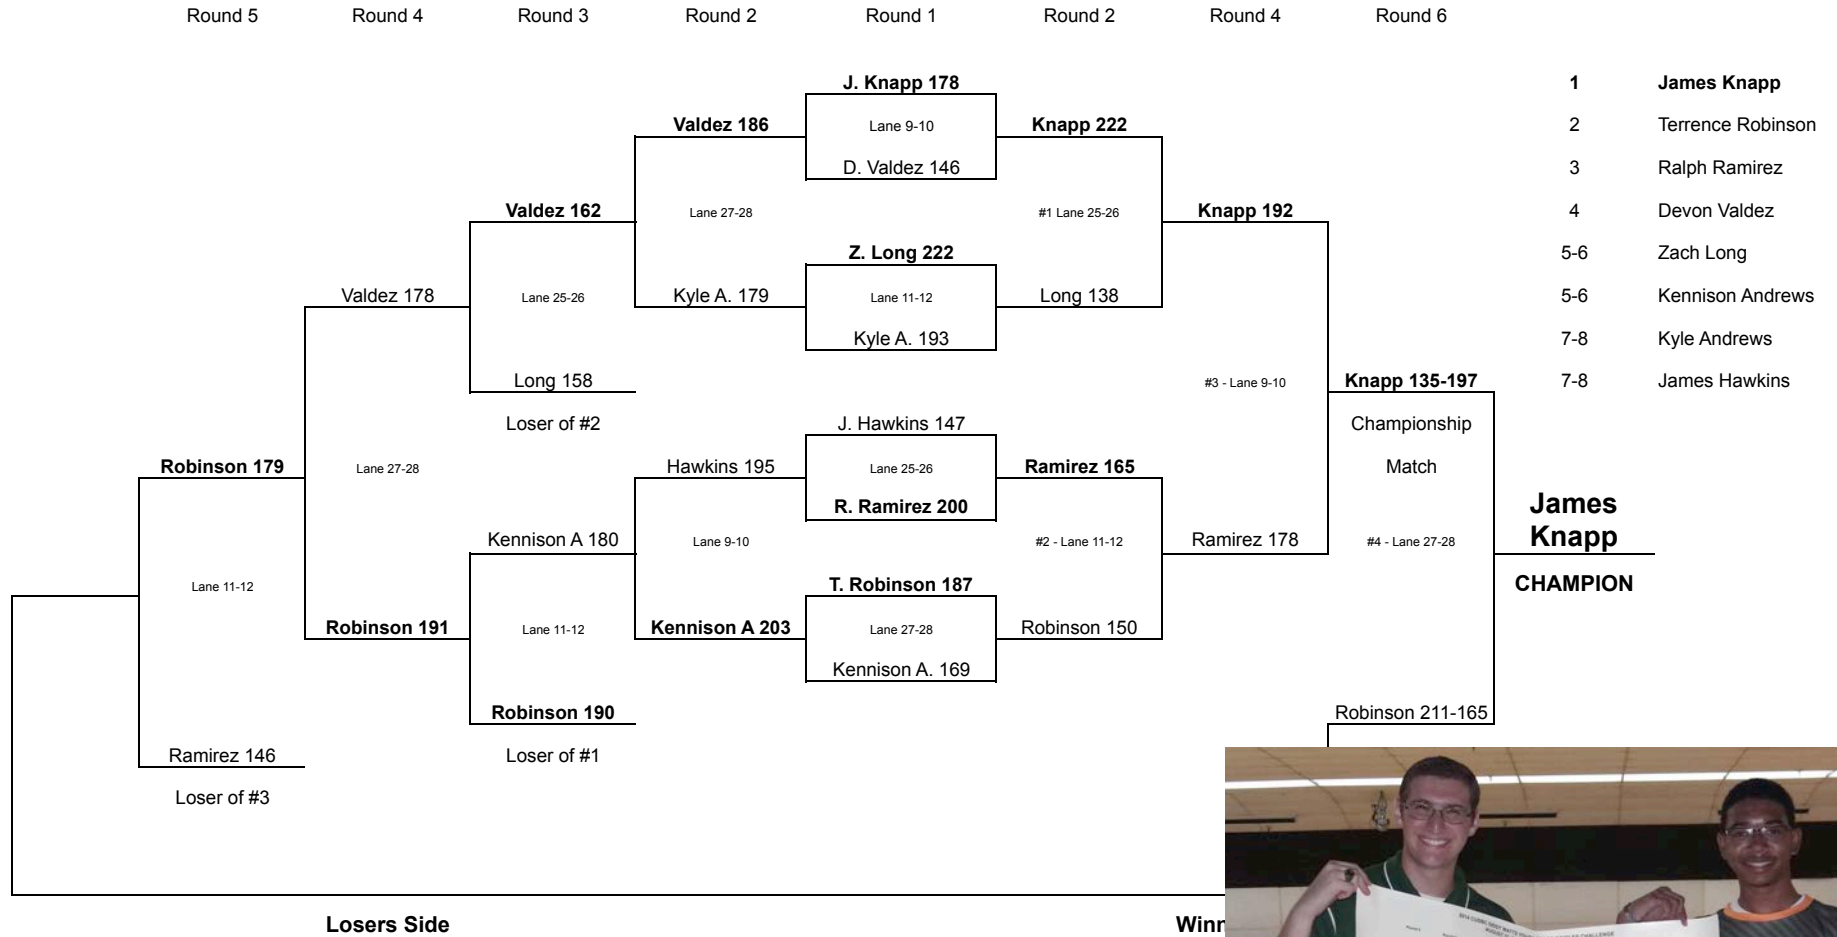 Round 5 Round 4 Round 3 Round 2 Round 1 Round 2 Round 4 Round 6
J. Knapp 178 1 James Knapp
Valdez 186 Lane 9-10 Knapp 222 2 Terrence Robinson
D. Valdez 146 3 Ralph Ramirez
Valdez 162 Lane 27-28 #1 Lane 25-26 Knapp 192 4 Devon Valdez
Z. Long 222 5-6 Zach Long
Valdez 178 Lane 25-26 Kyle A. 179 Lane 11-12 Long 138 5-6 Kennison Andrews
Kyle A. 193 7-8 Kyle Andrews
Long 158 #3 - Lane 9-10 Knapp 135-197 7-8 James Hawkins
Loser of #2 J. Hawkins 147 Championship
Robinson 179 Lane 27-28 Hawkins 195 Lane 25-26 Ramirez 165 Match
R. Ramirez 200 James
Kennison A 180 Lane 9-10 #2 - Lane 11-12 Ramirez 178 #4 - Lane 27-28 Knapp
Lane 11-12 T. Robinson 187 CHAMPION
Robinson 191 Lane 11-12 Kennison A 203 Lane 27-28 Robinson 150
Kennison A. 169
Robinson 190 Robinson 211-165
Ramirez 146 Loser of #1
Loser of #3
Losers Side Winn